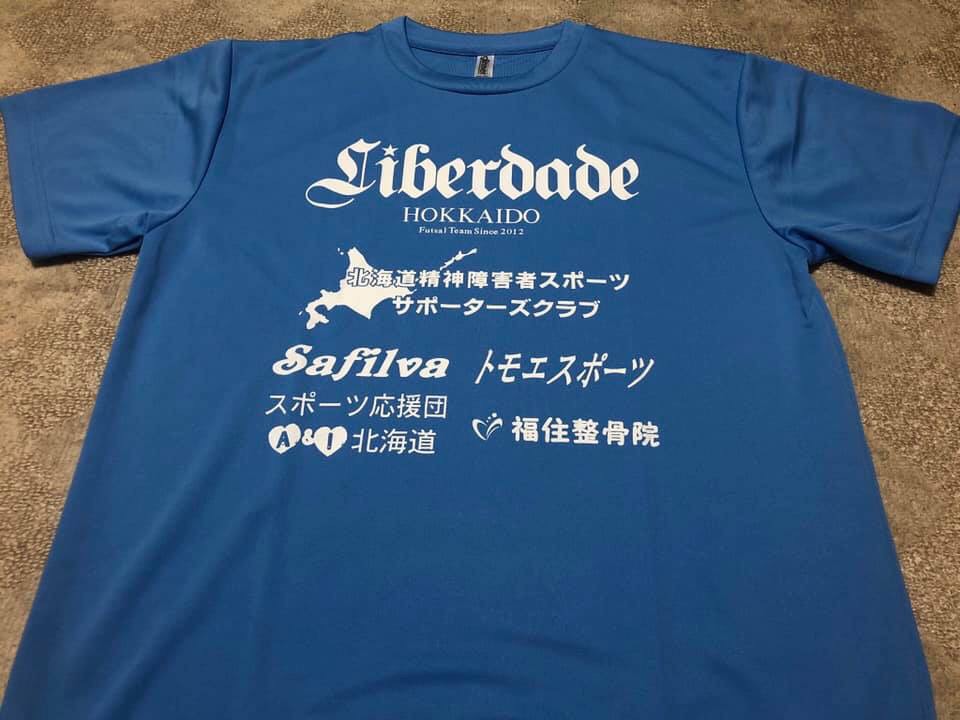 Liberdade
HOKKAIDO
Futsal Team Since 2012
北海道精神障害者スポーツ
サポーターズクラブ
Safilva
トモエスポーツ
スポーツ応援団
A&I北海道
福住整骨院